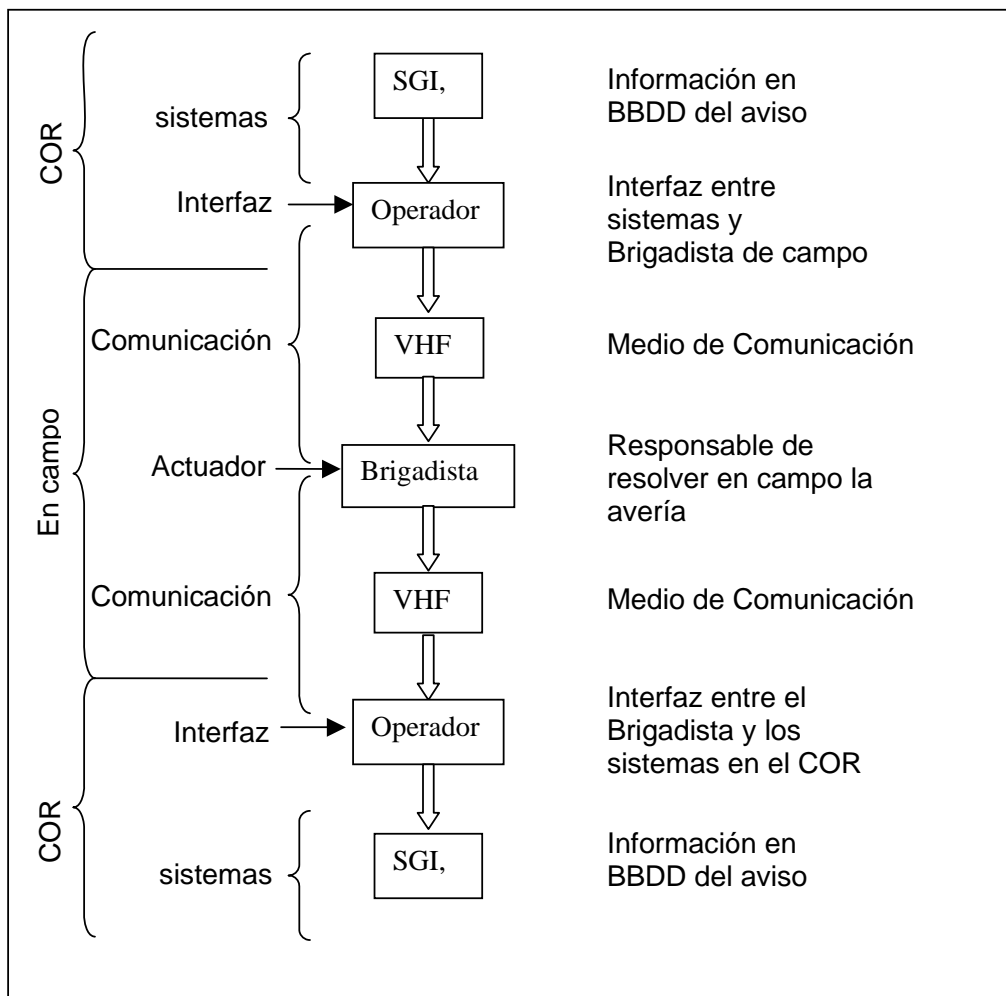 COR
sistemas
SGI,
Información en
BBDD del aviso
Interfaz
Operador
Interfaz entre
sistemas y
Brigadista de campo
En campo
Comunicación
VHF
Medio de Comunicación
Actuador
Brigadista
Responsable de
resolver en campo la
avería
Comunicación
VHF
Medio de Comunicación
COR
Interfaz
Operador
Interfaz entre el
Brigadista y los
sistemas en el COR
sistemas
SGI,
Información en
BBDD del aviso